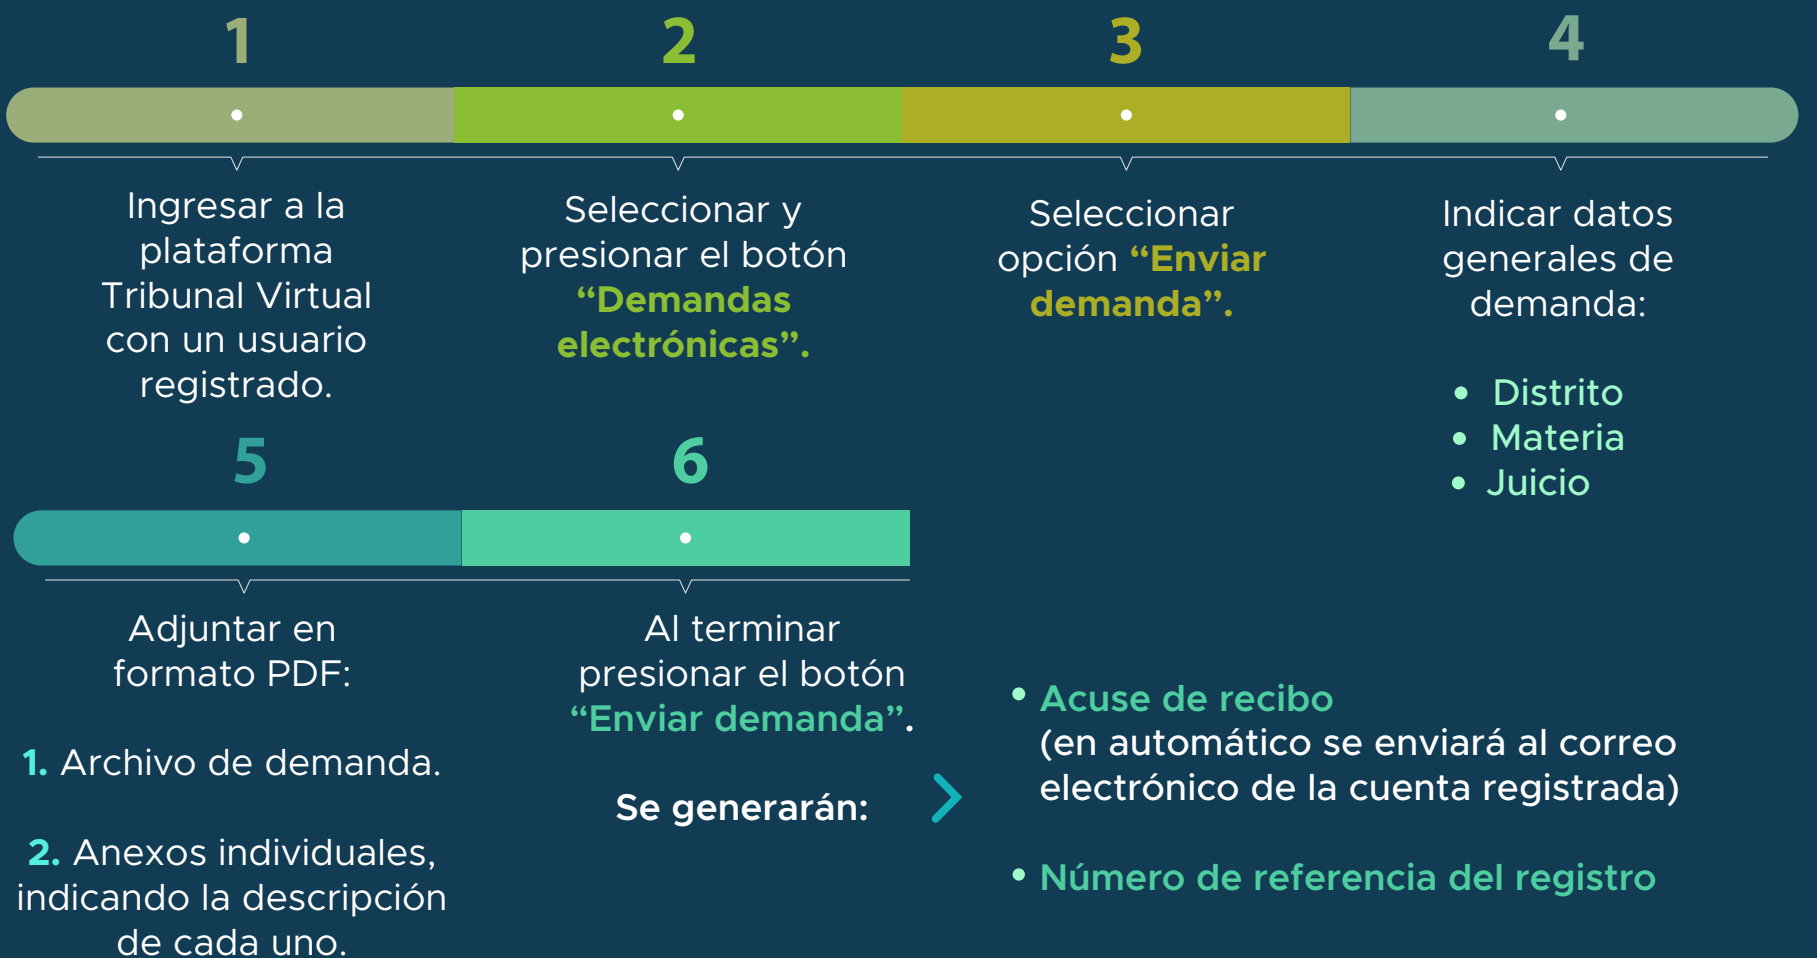 1
Ingresar a la
plataforma
Tribunal Virtual
con un usuario
registrado.
2
Seleccionar y
presionar el botón
“Demandas
electrónicas”.
3
Seleccionar
opción “Enviar
demanda”.
4
Indicar datos
generales de
demanda:
• Distrito
• Materia
• Juicio
5
Adjuntar en
formato PDF:
1. Archivo de demanda.
2. Anexos individuales,
indicando la descripción
de cada uno.
6
Al terminar
presionar el botón
“Enviar demanda”.
Se generarán:
• Acuse de recibo
(en automático se enviará al correo
electrónico de la cuenta registrada)
• Número de referencia del registro